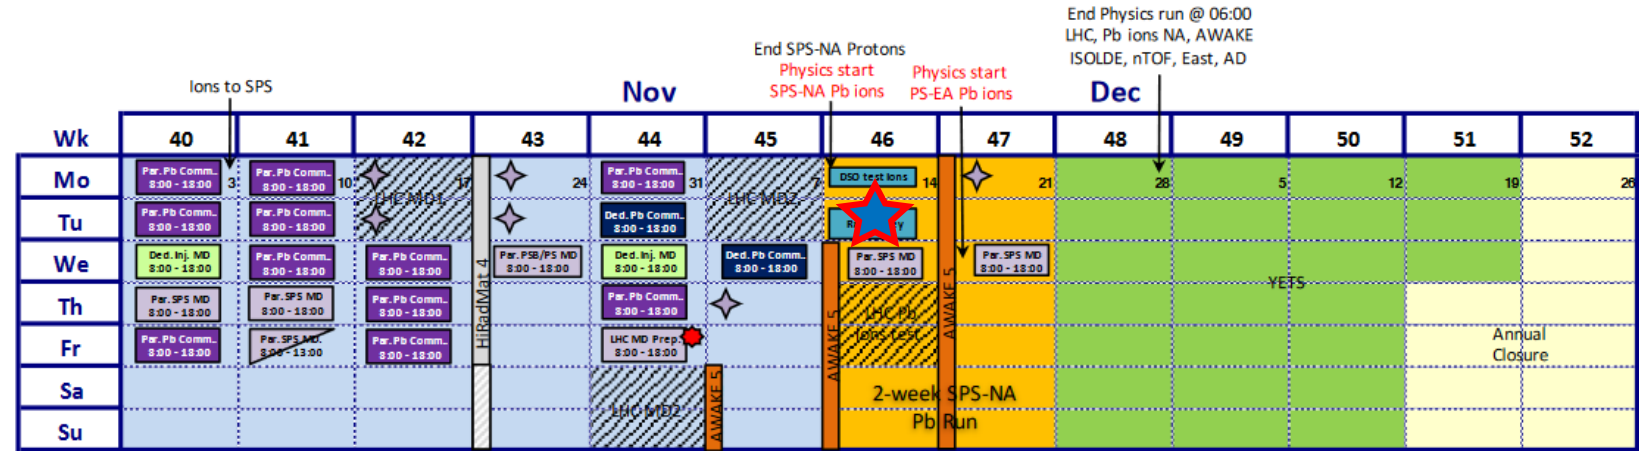 End Physics run @ 06:00
LHC, Pb ions NA, AWAKE
ISOLDE, nTOF, East, AD
End SPS-NA Protons
Physics start
SPS-NA Pb ions
Physics start
PS-EA Pb ions
Ions to SPS
Nov
Dec
Wk 40 41 42 43 44 45 46 47 48 49 50 51 52
Mo
Par. Pb Comm..
8:00 - 18:00
3
Par. Pb Comm..
8:00 - 18:00
10
17
24
Par. Pb Comm..
8:00 - 18:00
31
7
DSO test Ions
14
21
28
5
12
19
26
LHC MD1
LHC MD2
Tu
Par. Pb Comm..
8:00 - 18:00
Par. Pb Comm..
8:00 - 18:00
Ded. Pb Comm..
8:00 - 18:00
We
Ded. Inj. MD
8:00 - 18:00
Par. Pb Comm..
8:00 - 18:00
Par. Pb Comm..
8:00 - 18:00
Par. PSB/PS MD
8:00 - 18:00
Ded. Inj. MD
8:00 - 18:00
Ded. Pb Comm..
8:00 - 18:00
Par. SPS MD
8:00 - 18:00
Par. SPS MD
8:00 - 18:00
YETS
Th
Par. SPS MD
8:00 - 18:00
Par. SPS MD
8:00 - 18:00
Par. Pb Comm..
8:00 - 18:00
Par. Pb Comm..
8:00 - 18:00
LHC Pb
Ions test
Fr
Par. Pb Comm..
8:00 - 18:00
Par. SPS MD.
8:00 - 13:00
Par. Pb Comm..
8:00 - 18:00
LHC MD Prep.
8:00 - 18:00
Annual
Closure
HiRadMat 4
AWAKE 5
AWAKE 5
AWAKE 5
Sa
LHC MD2
2-week SPS-NA
Pb Run
Su